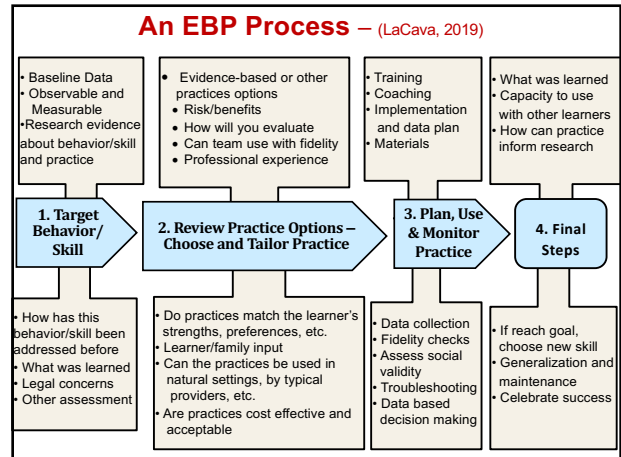 An EBP Process – (LaCava, 2019)
• Baseline Data
• Observable and
Measurable
• Research evidence
about behavior/skill
and practice
• Evidence-based or other
practices options
• Risk/benefits
• How will you evaluate
• Can team use with fidelity
• Professional experience
• Training
• Coaching
• Implementation
and data plan
• Materials
• What was learned
• Capacity to use
with other learners
• How can practice
inform research
1. Target
Behavior/
Skill
2. Review Practice Options –
Choose and Tailor Practice
3. Plan, Use
& Monitor
Practice
4. Final
Steps
• How has this
behavior/skill been
addressed before
• What was learned
• Legal concerns
• Other assessment
• Do practices match the learner's
strengths, preferences, etc.
• Learner/family input
• Can the practices be used in
natural settings, by typical
providers, etc.
• Are practices cost effective and
acceptable
• Data collection
• Fidelity checks
• Assess social
validity
• Troubleshooting
• Data based
decision making
• If reach goal,
choose new skill
• Generalization and
maintenance
• Celebrate success